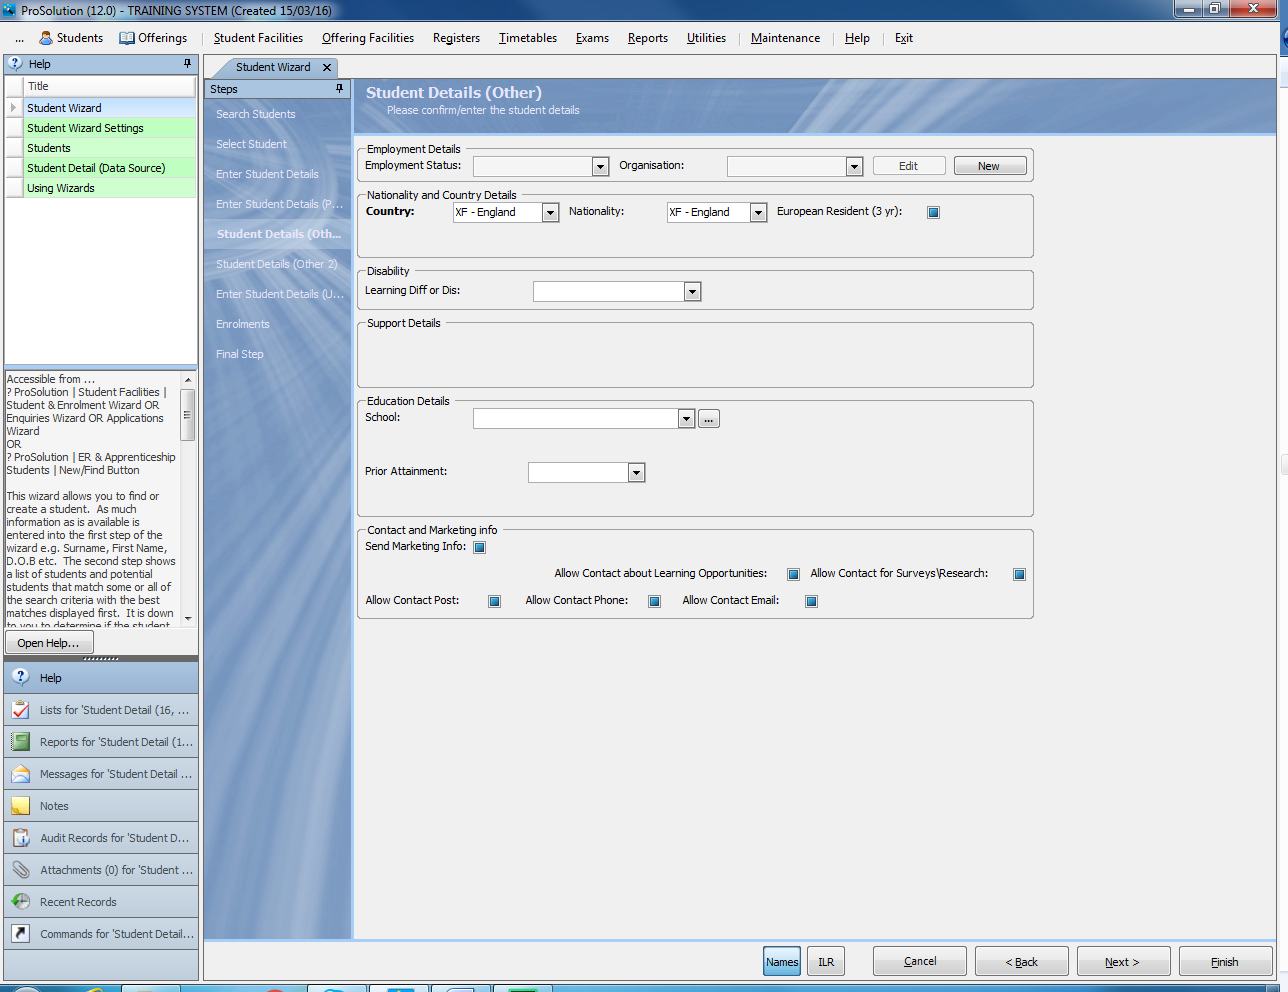 ProSolution (12.0) - TRAINING SYSTEM (Created 15/03/16)
... Students Offerings Student Facilities Offering Facilities Registers Timetables Exams Reports Utilities Maintenance Help Exit
Help
Title
Student Wizard
Student Wizard Settings
Students
Student Detail (Data Source)
Using Wizards
Accessible from ...
? ProSolution | Student Facilities |
Student & Enrolment Wizard OR
Enquiries Wizard OR Applications
Wizard
OR
? ProSolution | ER & Apprenticeship
Students | New/Find Button
This wizard allows you to find or
create a student. As much
information as is available is
entered into the first step of the
wizard e.g. Surname, First Name,
D.O.B etc. The second step shows
a list of students and potential
students that match some or all of
the search criteria with the best
matches displayed first. It is down
to you to determine if the student
Open Help...
Help
Lists for 'Student Detail (16, ...
Reports for 'Student Detail (1...
Messages for 'Student Detail ...
Notes
Audit Records for 'Student D...
Attachments (0) for 'Student ...
Recent Records
Commands for 'Student Detail...
Student Wizard
Steps
Search Students
Select Student
Enter Student Details
Enter Student Details (P...
Student Details (Oth...
Student Details (Other 2)
Enter Student Details (U...
Enrolments
Final Step
Student Details (Other)
Please confirm/enter the student details
Employment Details
Employment Status: Organisation: Edit New
Nationality and Country Details
Country: XF - England Nationality: XF - England European Resident (3 yr):
Disability
Learning Diff or Dis:
Support Details
Education Details
School: ...
Prior Attainment:
Contact and Marketing info
Send Marketing Info:
Allow Contact about Learning Opportunities: Allow Contact for Surveys\Research:
Allow Contact Post: Allow Contact Phone: Allow Contact Email:
Names ILR Cancel < Back Next > Finish